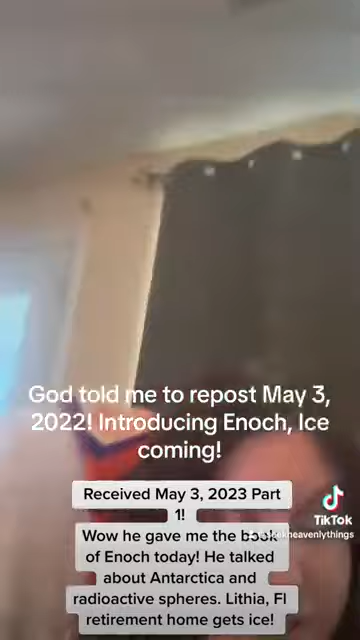 God told me to repost May 3,
2022! Introducing Enoch, Ice
coming!
Received May 3, 2023 Part
1!
Wow he gave me the book
of Enoch today! He talked
about Antarctica and
radioactive spheres. Lithia, Fl
retirement home gets ice!
TikTok